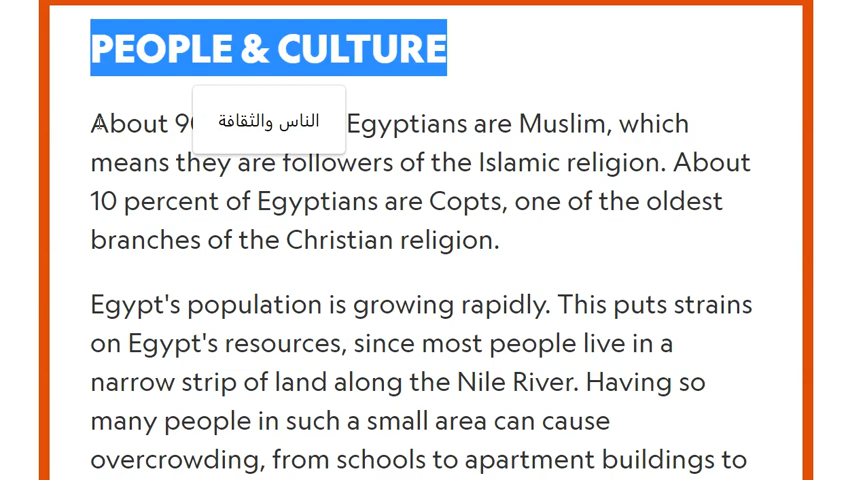 PEOPLE & CULTURE
الناس والثقافة
About 9 Egyptians are Muslim, which
means they are followers of the Islamic religion. About
10 percent of Egyptians are Copts, one of the oldest
branches of the Christian religion.
Egypt's population is growing rapidly. This puts strains
on Egypt's resources, since most people live in a
narrow strip of land along the Nile River. Having so
many people in such a small area can cause
overcrowding, from schools to apartment buildings to